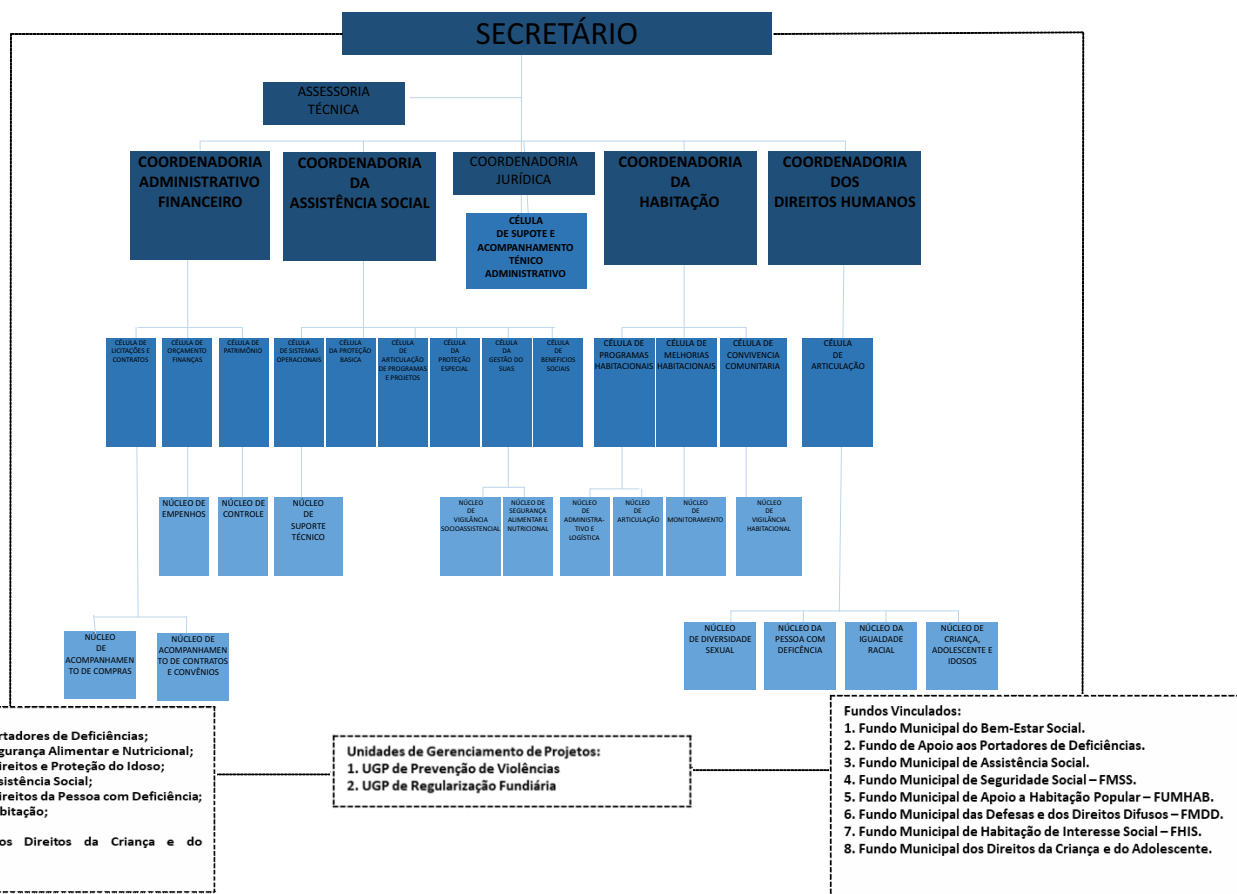 SECRETÁRIO
ASSESSORIA
TÉCNICA
COORDENADORIA
ADMINISTRATIVO
FINANCEIRO
COORDENADORIA
DA
ASSISTÊNCIA SOCIAL
COORDENADORIA
JURÍDICA
COORDENADORIA
DA
HABITAÇÃO
COORDENADORIA
DOS
DIREITOS HUMANOS
CÉLULA
DE SUPOTE E
ACOMPANHAMENTO
TÉNICO
ADMINISTRATIVO
CÉLULA DE
LICITAÇÕES E
CONTRATOS
CÉLULA DE
ORÇAMENTO
FINANÇAS
CÉLULA DE
PATRIMÔNIO
CÉLULA
DE SISTEMAS
OPERACIONAIS
CÉLULA
DA PROTEÇÃO
BASICA
CÉLULA
DE
ARTICULAÇÃO
DE PROGRAMAS
E PROJETOS
CÉLULA
DA
PROTEÇÃO
ESPECIAL
CÉLULA
DA
GESTÃO DO
SUAS
CÉLULA
DE
BENEFICIOS
SOCIAIS
CÉLULA DE
PROGRAMAS
HABITACIONAIS
CÉLULA DE
MELHORIAS
HABITACIONAIS
CÉLULA DE
CONVIVENCIA
COMUNITARIA
CÉLULA
DE
ARTICULAÇÃO
NÚCLEO DE
EMPENHOS
NÚCLEO DE
CONTROLE
NÚCLEO
DE
SUPORTE
TÉCNICO
NÚCLEO
DE
VIGILÂNCIA
SOCIOASSISTENCIAL
NÚCLEO DE
SEGURANÇA
ALIMENTAR E
NUTRICIONAL
NÚCLEO
DE
ADMINISTRA-
TIVO E
LOGÍSTICA
NÚCLEO
DE
ARTICULAÇÃO
NÚCLEO
DE
MONITORAMENTO
NÚCLEO
DE
VIGILÂNCIA
HABITACIONAL
NÚCLEO
DE
ACOMPANHAMEN
TO DE COMPRAS
NÚCLEO DE
ACOMPANHAMEN
TO DE CONTRATOS
E CONVÊNIOS
NÚCLEO
DE DIVERSIDADE
SEXUAL
NÚCLEO DA
PESSOA COM
DEFICÊNCIA
NÚCLEO DA
IGUALDADE
RACIAL
NÚCLEO DE
CRIANÇA,
ADOLESCENTE E
IDOSOS
rtadores de Deficiências;
gurança Alimentar e Nutricional;
ireitos e Proteção do Idoso;
sistência Social;
ireitos da Pessoa com Deficiência;
bitação;
os Direitos da Criança e do
Unidades de Gerenciamento de Projetos:
1. UGP de Prevenção de Violências
2. UGP de Regularização Fundiária
Fundos Vinculados:
1. Fundo Municipal do Bem-Estar Social.
2. Fundo de Apoio aos Portadores de Deficiências.
3. Fundo Municipal de Assistência Social.
4. Fundo Municipal de Seguridade Social – FMSS.
5. Fundo Municipal de Apoio a Habitação Popular – FUMHAB.
6. Fundo Municipal das Defesas e dos Direitos Difusos – FMDD.
7. Fundo Municipal de Habitação de Interesse Social – FHIS.
8. Fundo Municipal dos Direitos da Criança e do Adolescente.